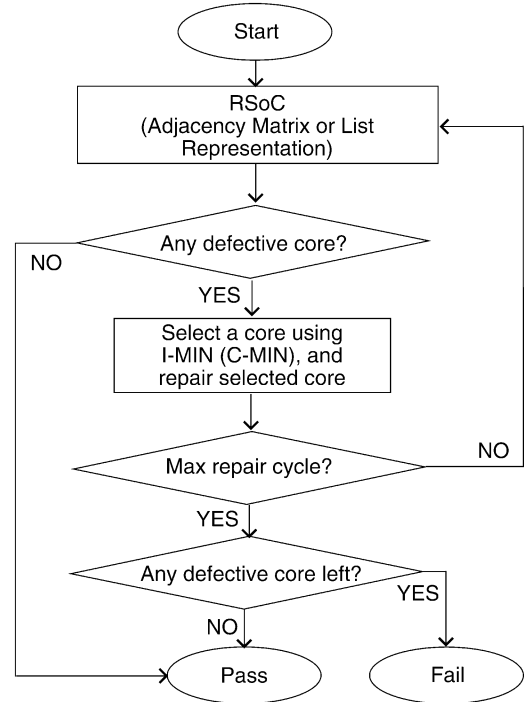 Start
RSoC
(Adjacency Matrix or List
Representation)
Any defective core?
NO
YES
Select a core using
I-MIN (C-MIN), and
repair selected core
Max repair cycle?
NO
YES
Any defective core left?
YES
NO
Pass
Fail